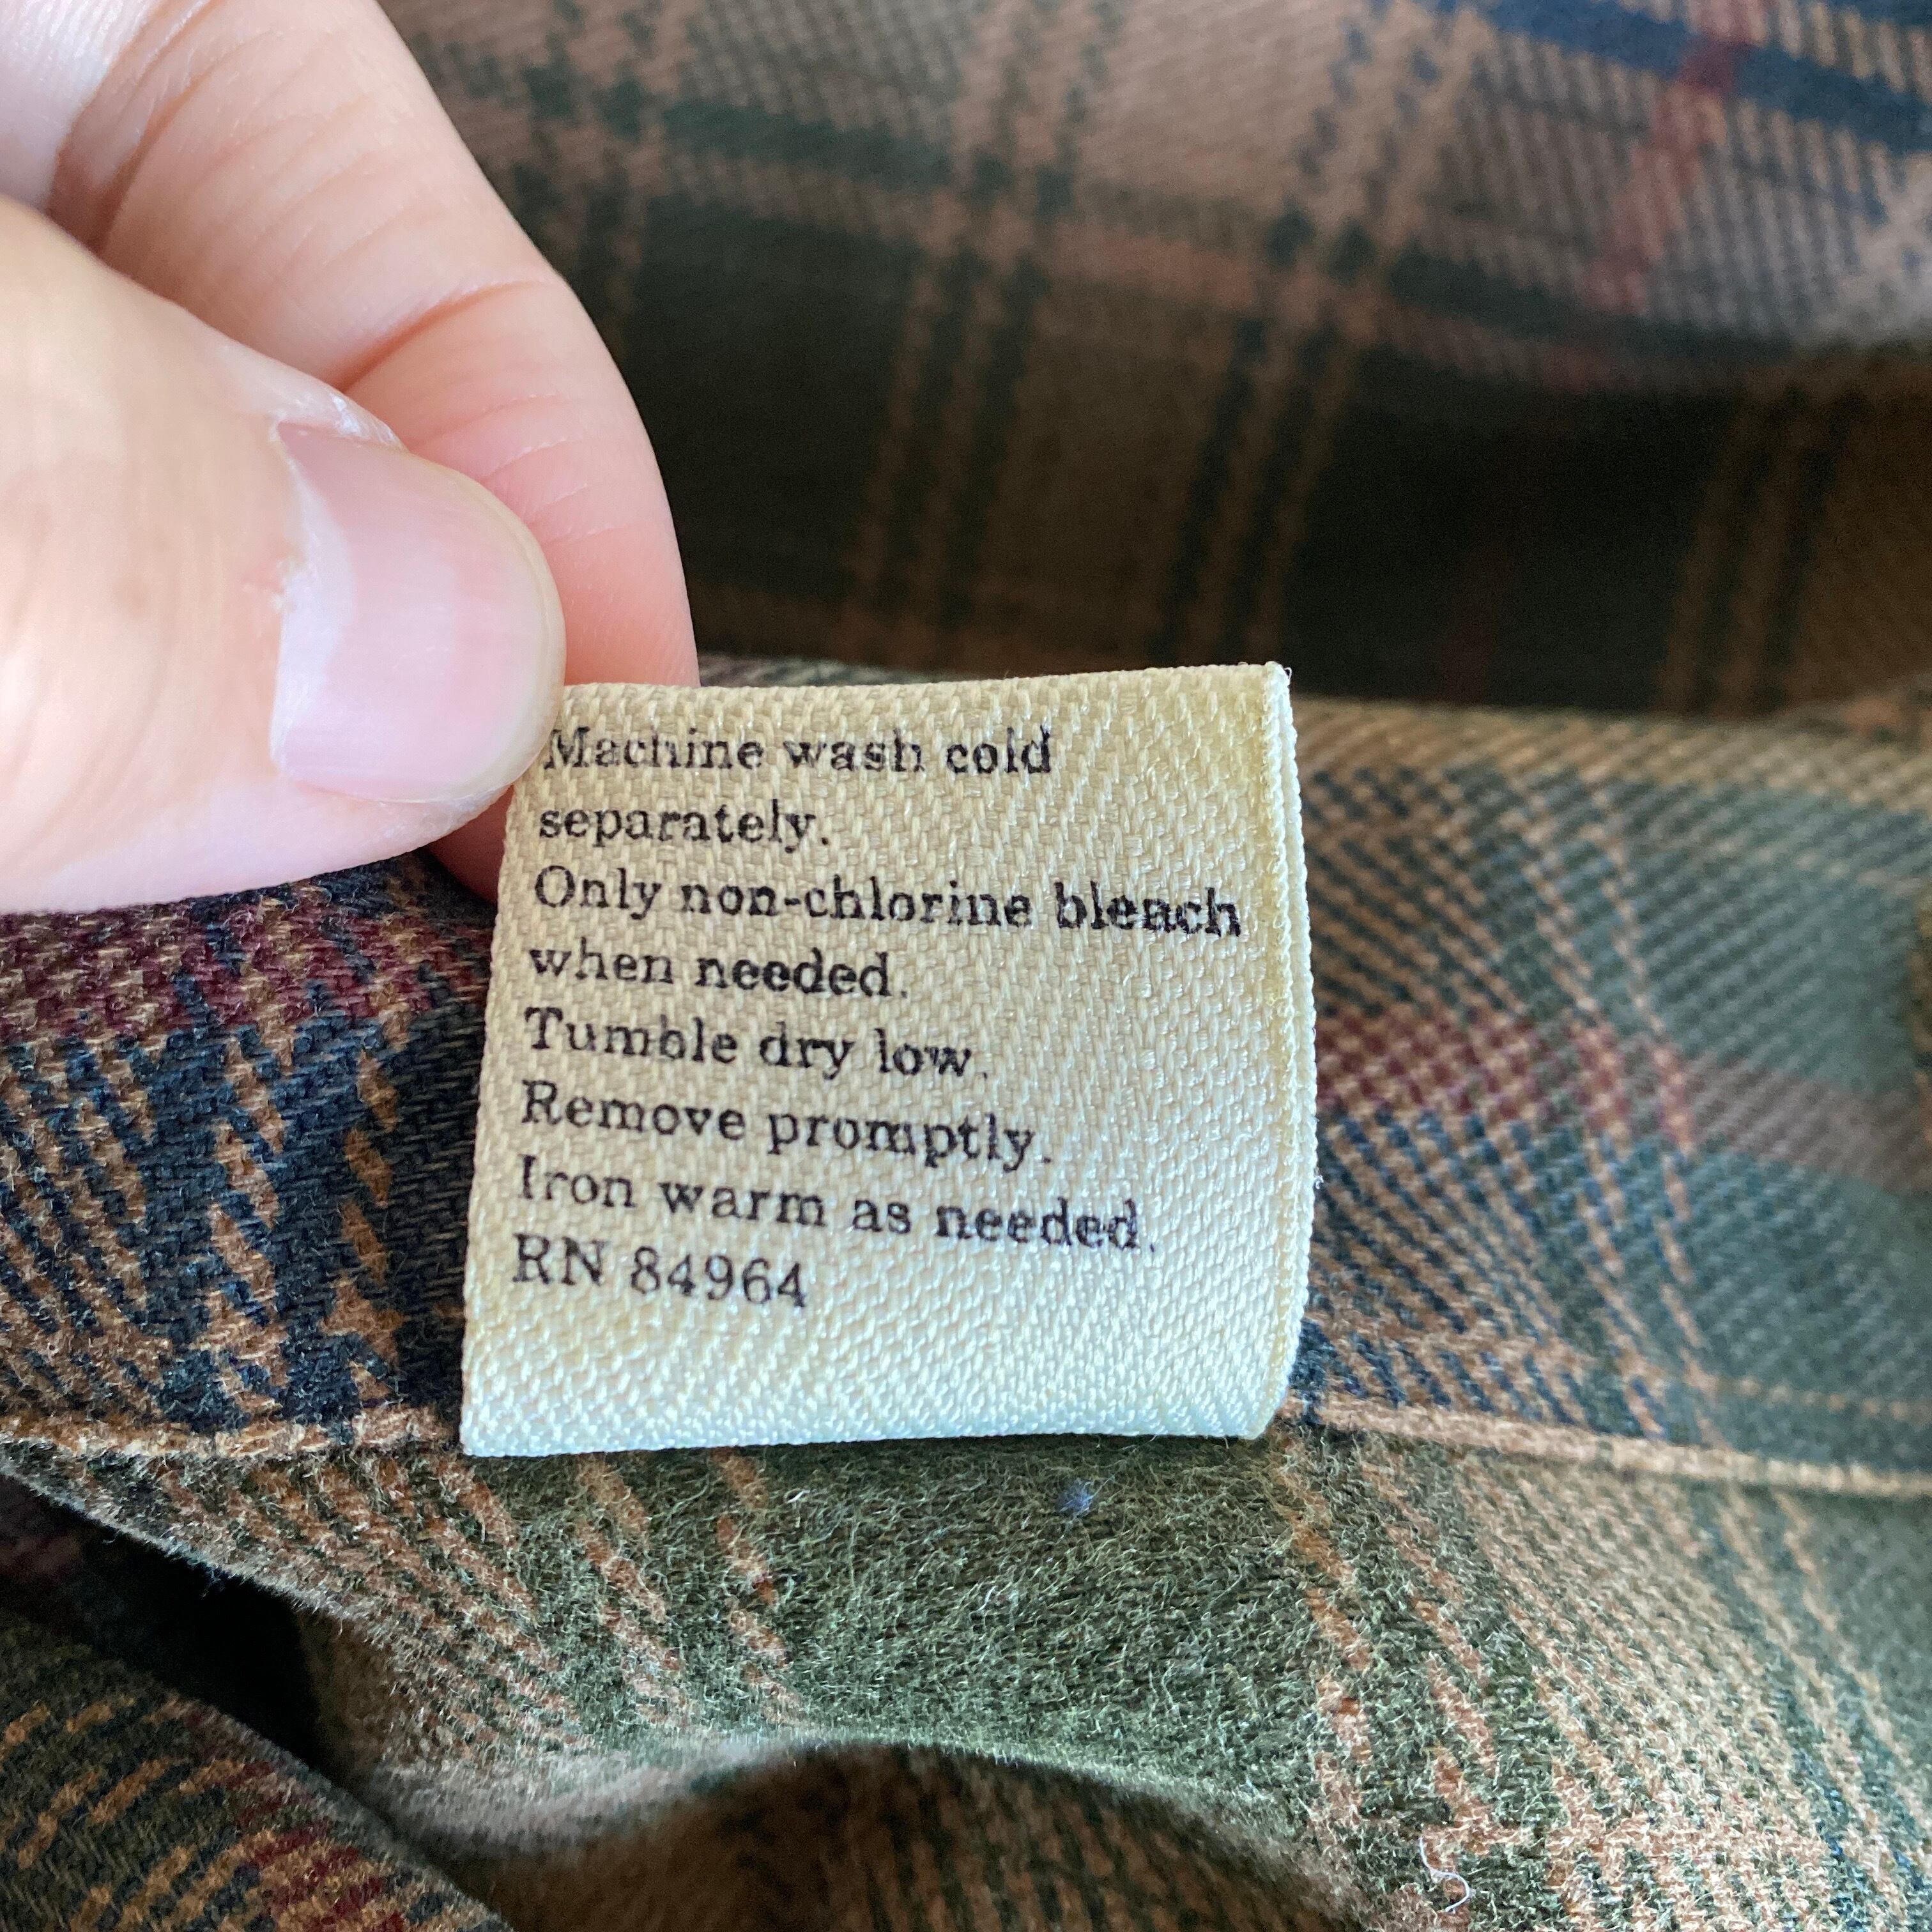 Machine wash cold
separately.
Only non-chlorine bleach
when needed.
Tumble dry low.
Remove promptly.
Iron warm as needed.
RN 84964